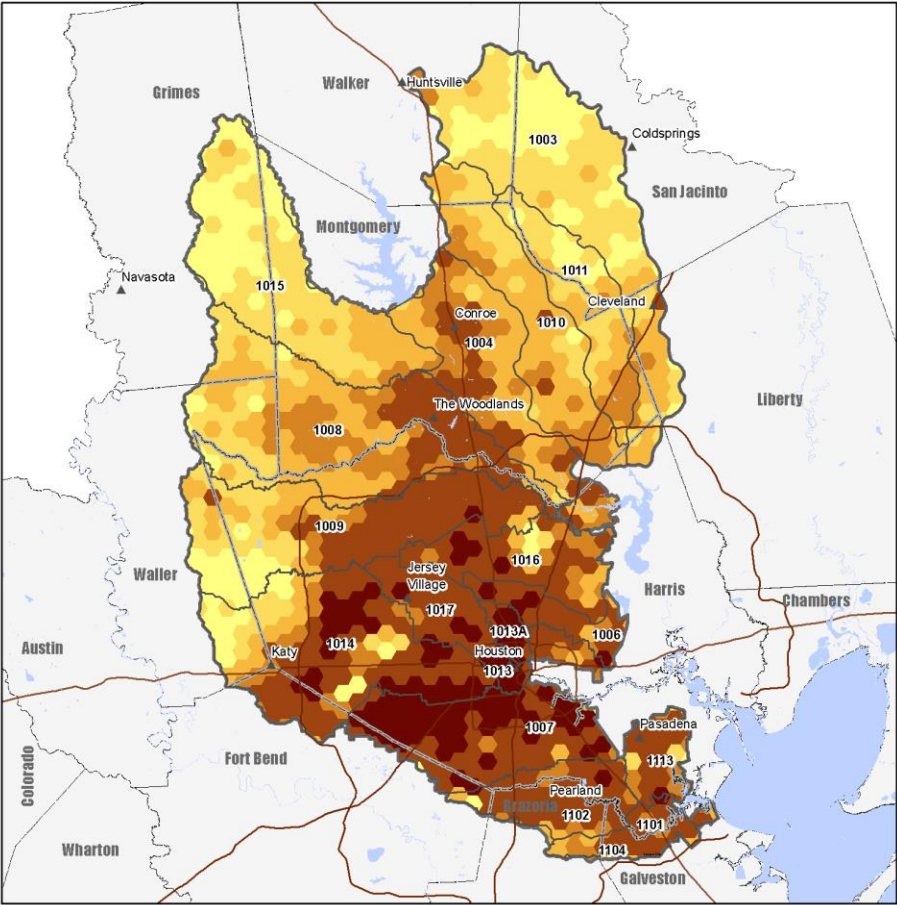 Walker
Huntsville
Grimes
Coldsprings
1003
San Jacinto
Montgomery
Navasota
1015
1011
Cleveland
Conroe
1010
1004
Liberty
The Woodlands
1008
1009
1016
Jersey
Village
Waller
Harris
Chambers
1017
1013A
1006
1014
Austin
Katy
Houston
1013
Pasadena
1007
Fort Bend
1113
Colorado
Pearland
Brazoria
1102
1101
Wharton
1104
Galveston